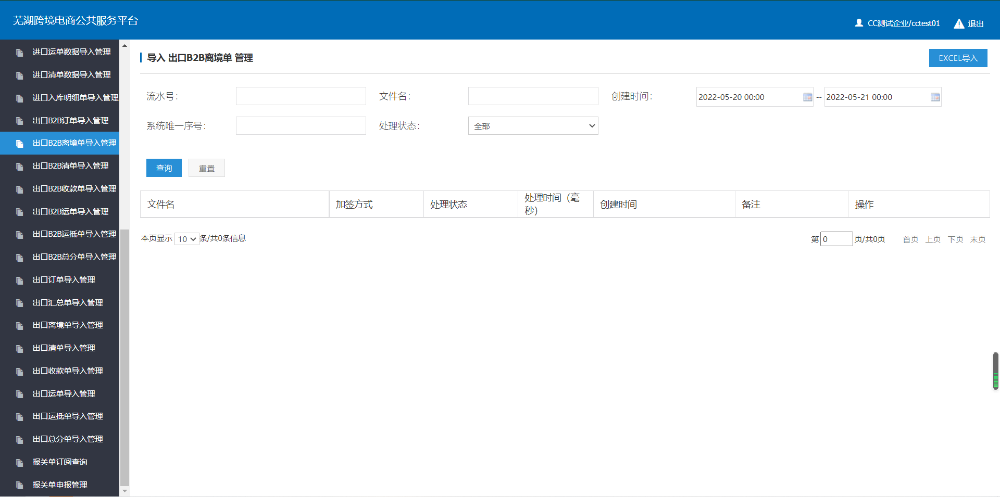 芜湖跨境电商公共服务平台
CC测试企业/cctest01
退出
进口运单数据导入管理
进口清单数据导入管理
进口入库明细单导入管理
出口B2B订单导入管理
出口B2B离境单导入管理
出口B2B清单导入管理
出口B2B收款单导入管理
出口B2B运单导入管理
出口B2B运抵单导入管理
出口B2B总分单导入管理
出口订单导入管理
出口汇总单导入管理
出口离境单导入管理
出口清单导入管理
出口收款单导入管理
出口运单导入管理
出口运抵单导入管理
出口总分单导入管理
报关单订阅查询
报关单申报管理
导入 出口B2B离境单 管理
EXCEL导入
流水号：
文件名：
创建时间：
2022-05-20 00:00
--
2022-05-21 00:00
系统唯一序号：
处理状态：
全部
查询
重置
文件名
加签方式
处理状态
处理时间（毫
秒）
创建时间
备注
操作
本页显示 10 条/共0条信息
第 0 页/共0页
首页 上页 下页 末页